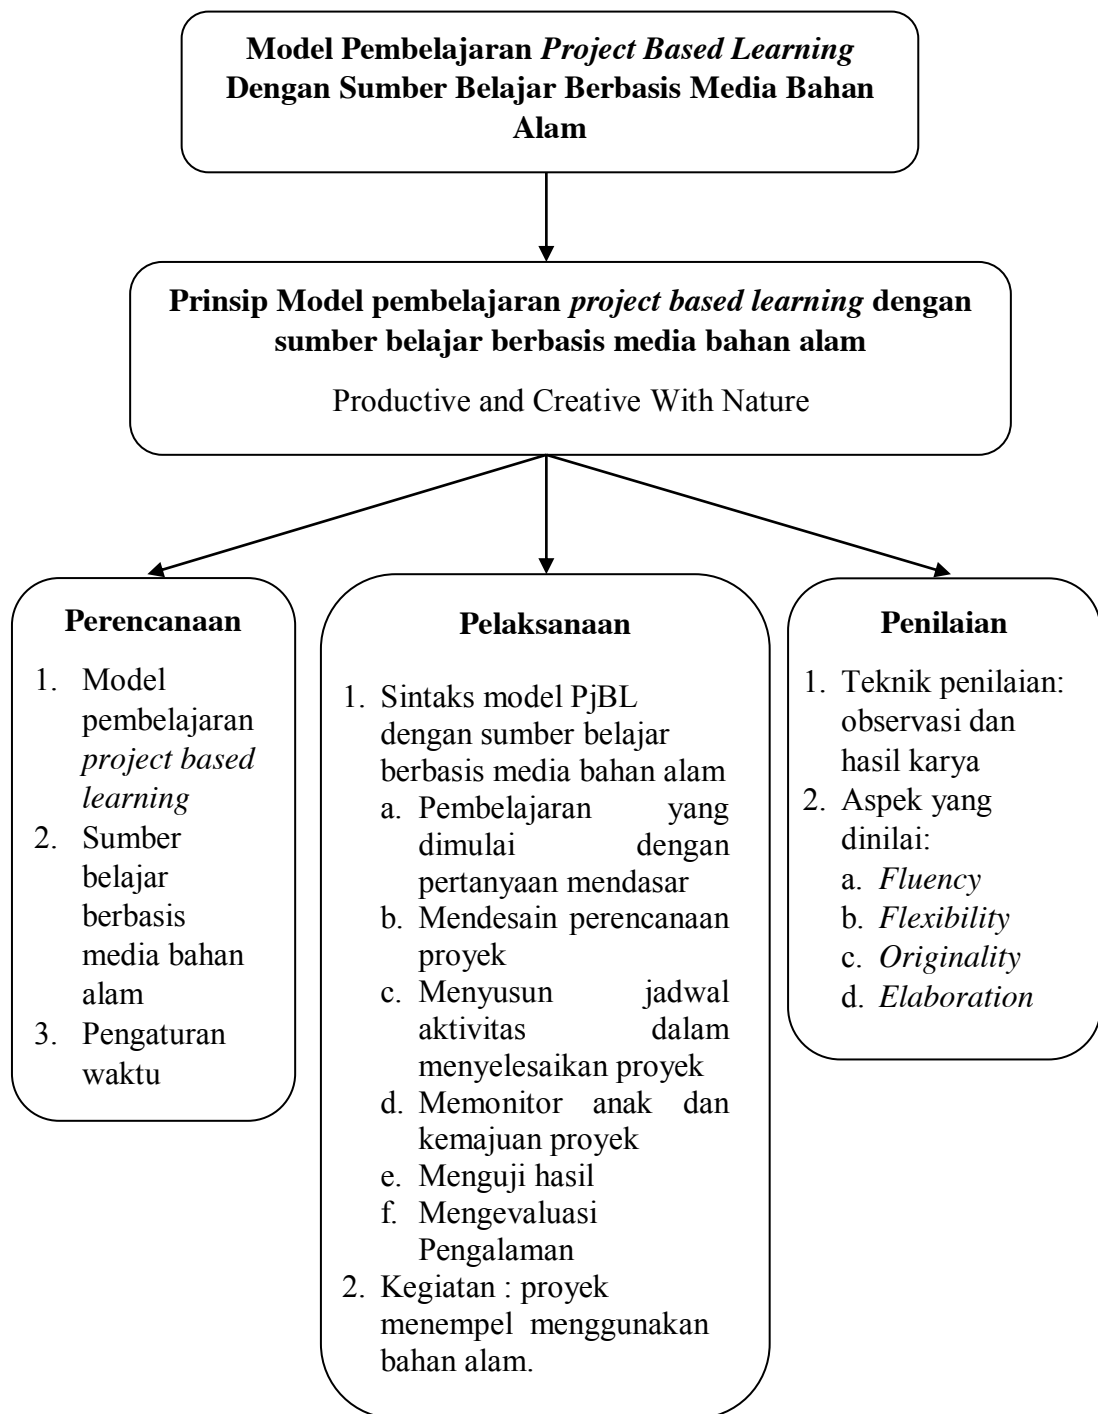 Model Pembelajaran Project Based Learning
Dengan Sumber Belajar Berbasis Media Bahan
Alam
Prinsip Model pembelajaran project based learning dengan
sumber belajar berbasis media bahan alam
Productive and Creative With Nature
Perencanaan
1. Model
pembelajaran
project based
learning
2. Sumber
belajar
berbasis
media bahan
alam
3. Pengaturan
waktu
Pelaksanaan
1. Sintaks model PjBL
dengan sumber belajar
berbasis media bahan alam
a. Pembelajaran yang
dimulai dengan
pertanyaan mendasar
b. Mendesain perencanaan
proyek
c. Menyusun jadwal
aktivitas dalam
menyelesaikan proyek
d. Memonitor anak dan
kemajuan proyek
e. Menguji hasil
f. Mengevaluasi
Pengalaman
2. Kegiatan : proyek
menempel menggunakan
bahan alam.
Penilaian
1. Teknik penilaian:
observasi dan
hasil karya
2. Aspek yang
dinilai:
a. Fluency
b. Flexibility
c. Originality
d. Elaboration